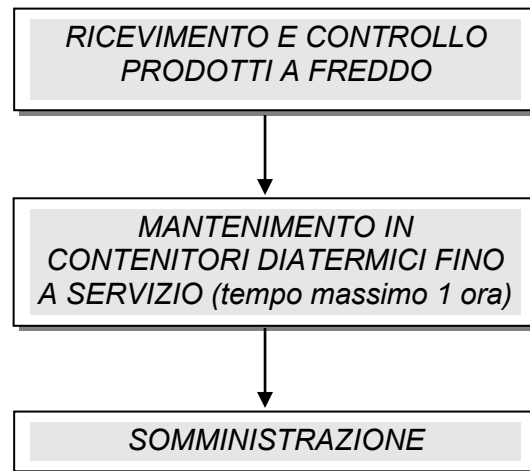 RICEVIMENTO E CONTROLLO
PRODOTTI A FREDDO
MANTENIMENTO IN
CONTENITORI DIATERMICI FINO
A SERVIZIO (tempo massimo 1 ora)
SOMMINISTRAZIONE